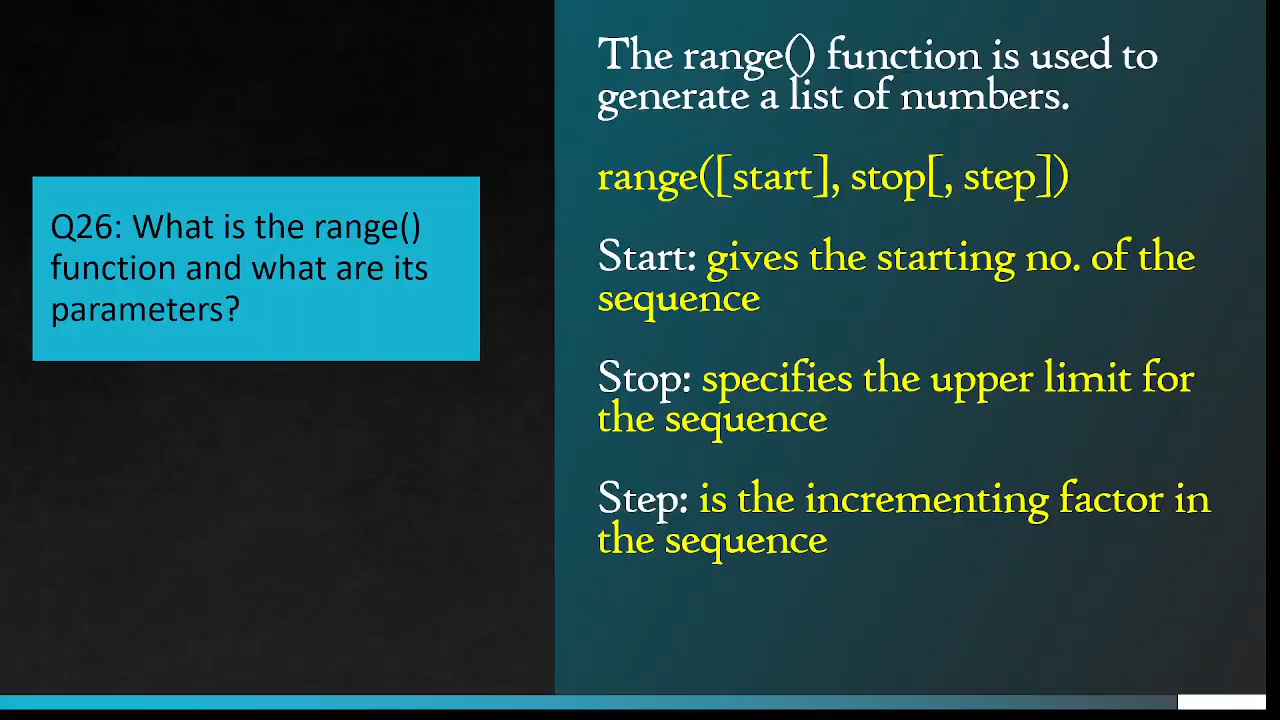 Q26: What is the range()
function and what are its
parameters?
The range() function is used to
generate a list of numbers.
range([start], stop[, step])
Start: gives the starting no. of the
sequence
Stop: specifies the upper limit for
the sequence
Step: is the incrementing factor in
the sequence